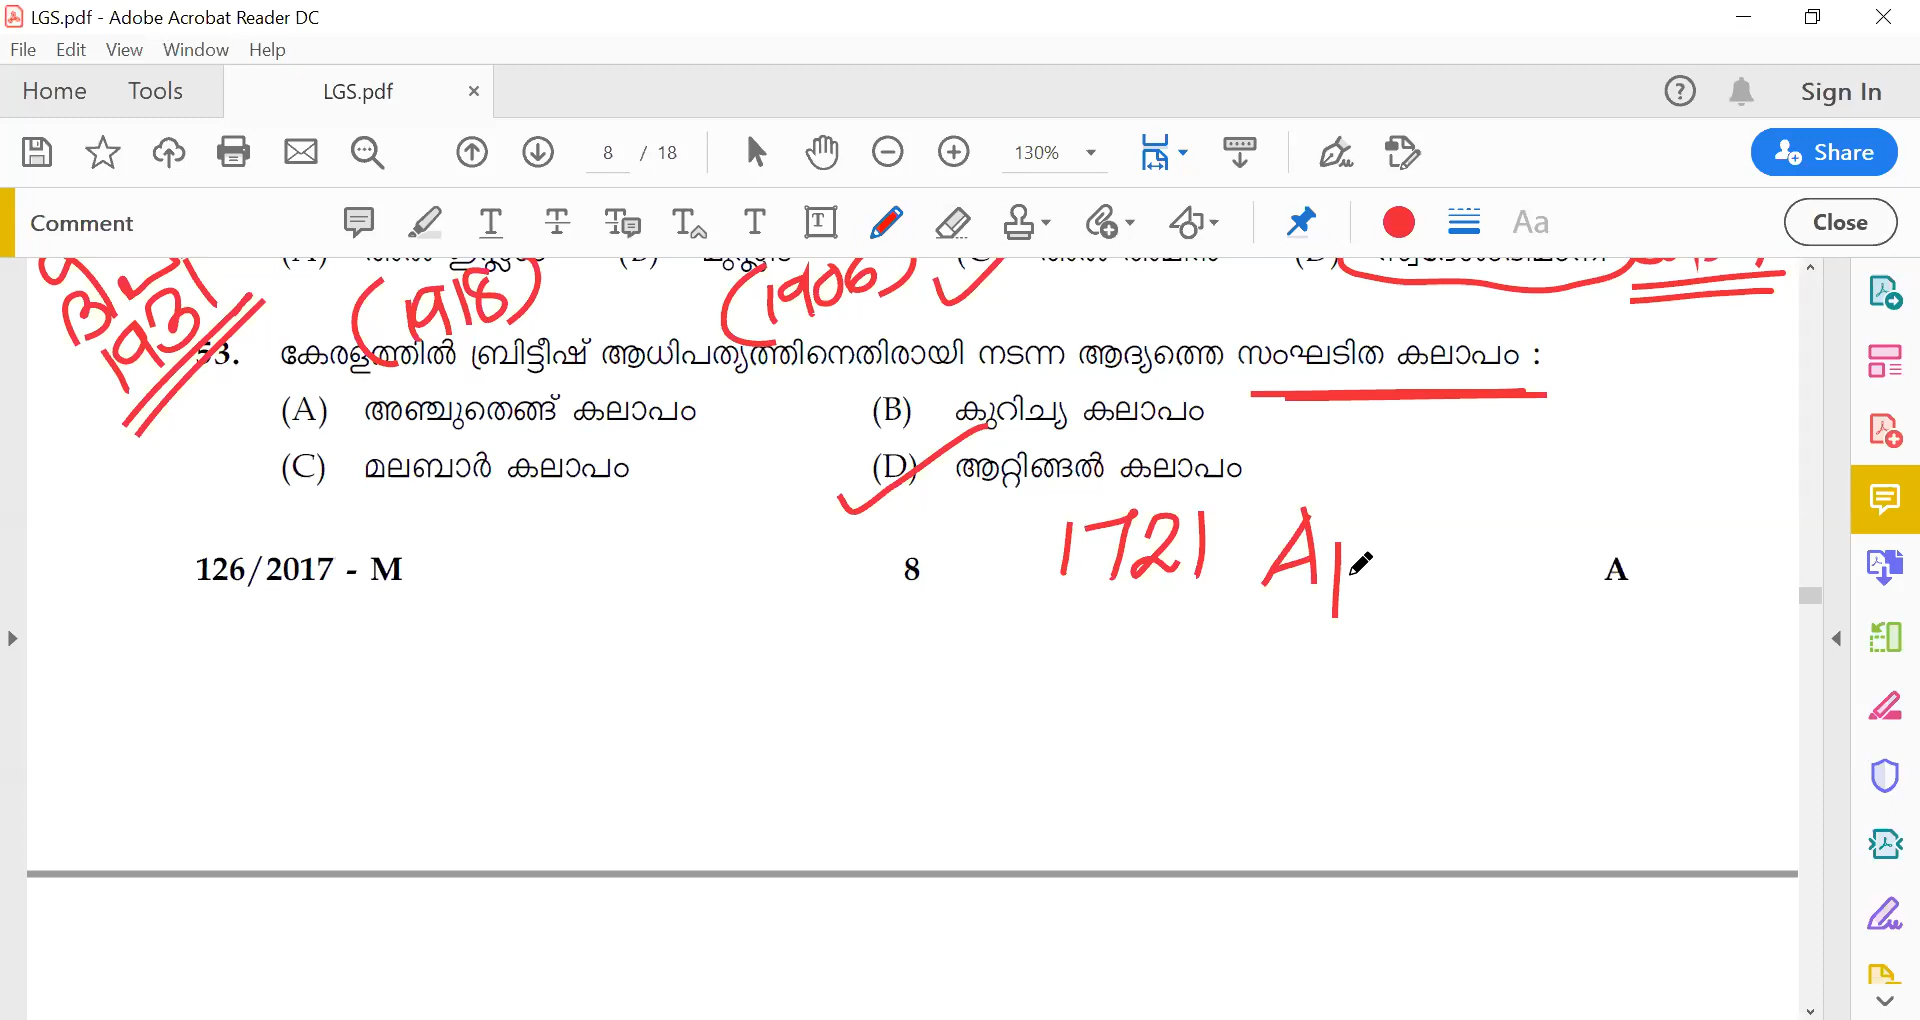 LGS.pdf - Adobe Acrobat Reader DC
File Edit View Window Help
Home Tools LGS.pdf × Sign In
8 / 18 130% Share
Comment Aa Close
(1918) (1906)
1931
53. കേരളത്തിൽ ബ്രിട്ടീഷ് ആധിപത്യത്തിനെതിരായി നടന്ന ആദ്യത്തെ സംഘടിത കലാപം :
(A) അഞ്ചുതെങ്ങ് കലാപം (B) കുറിച്യ കലാപം
(C) മലബാർ കലാപം (D) ആറ്റിങ്ങൽ കലാപം
1721 Ap
126/2017 - M 8 A